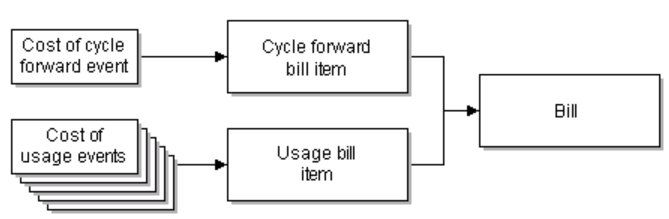 Cost of cycle
forward event
Cycle forward
bill item
Bill
Cost of
usage events
Usage bill
item